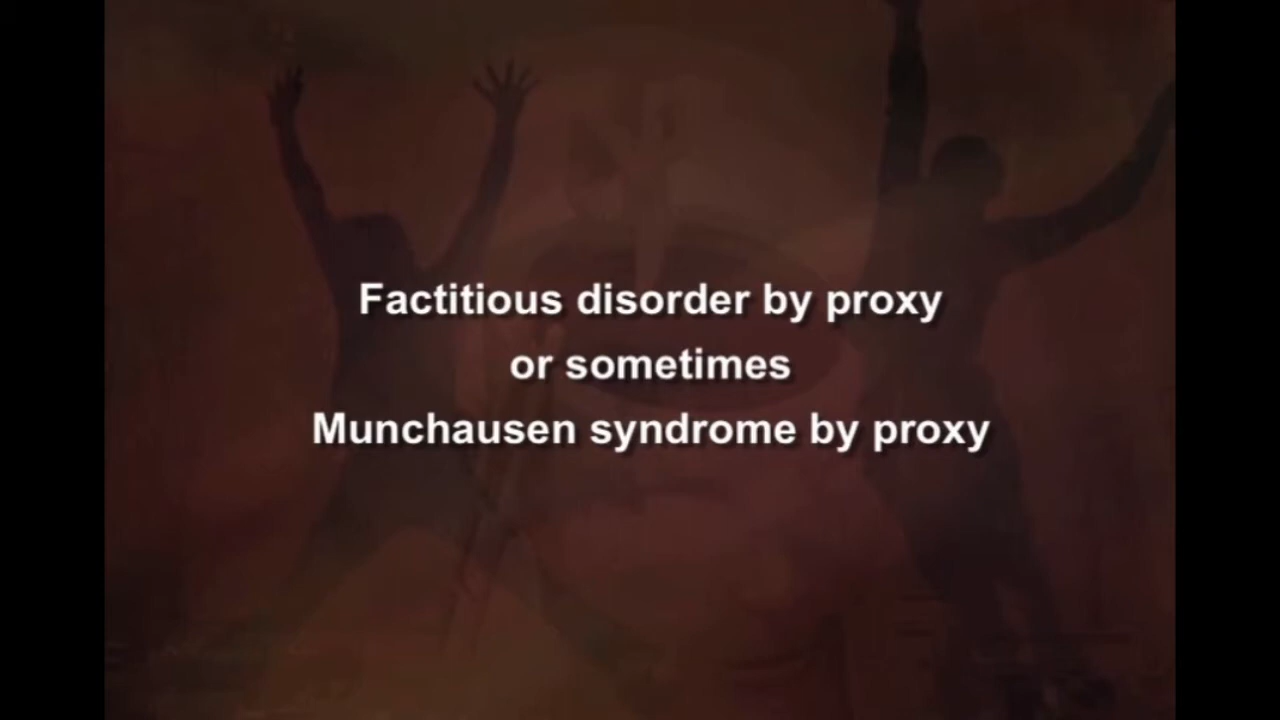 Factitious disorder by proxy
or sometimes
Munchausen syndrome by proxy